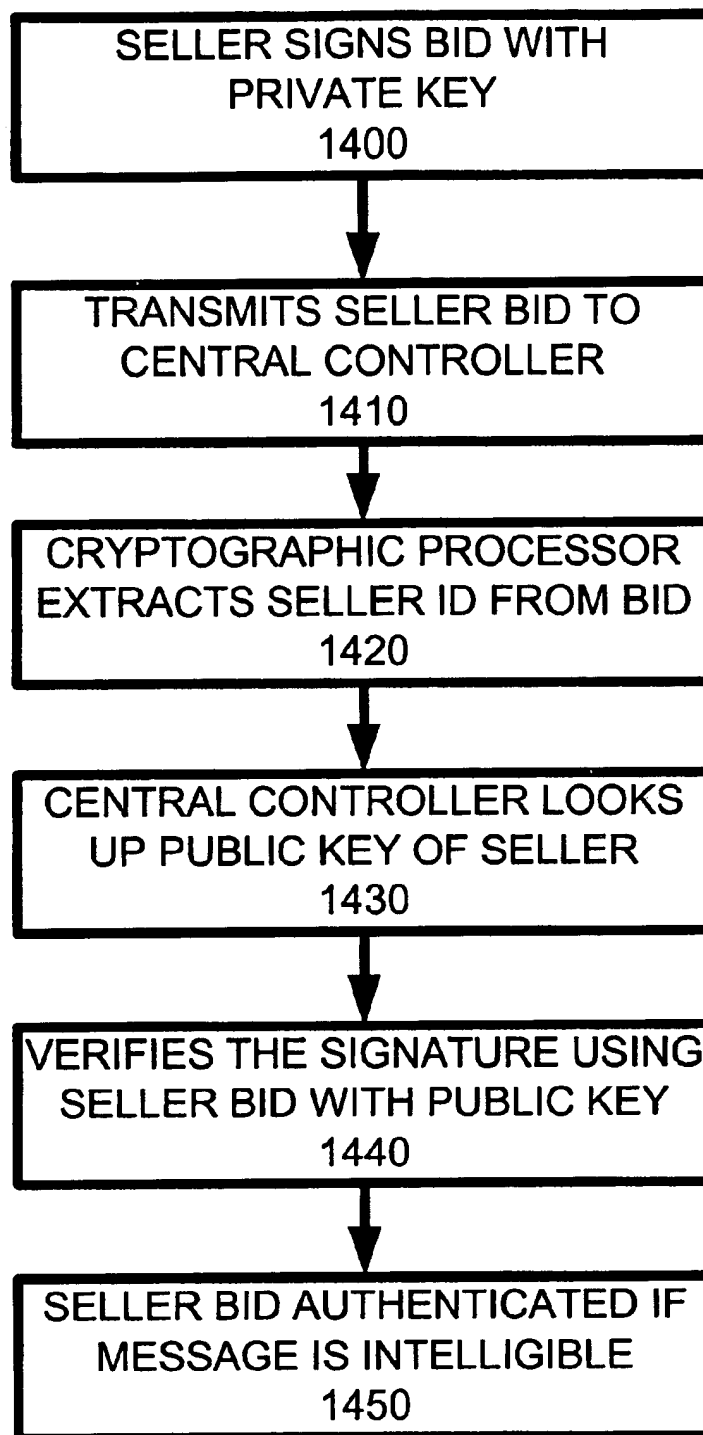 SELLER SIGNS BID WITH
PRIVATE KEY
1400
TRANSMITS SELLER BID TO
CENTRAL CONTROLLER
1410
CRYPTOGRAPHIC PROCESSOR
EXTRACTS SELLER ID FROM BID
1420
CENTRAL CONTROLLER LOOKS
UP PUBLIC KEY OF SELLER
1430
VERIFIES THE SIGNATURE USING
SELLER BID WITH PUBLIC KEY
1440
SELLER BID AUTHENTICATED IF
MESSAGE IS INTELLIGIBLE
1450